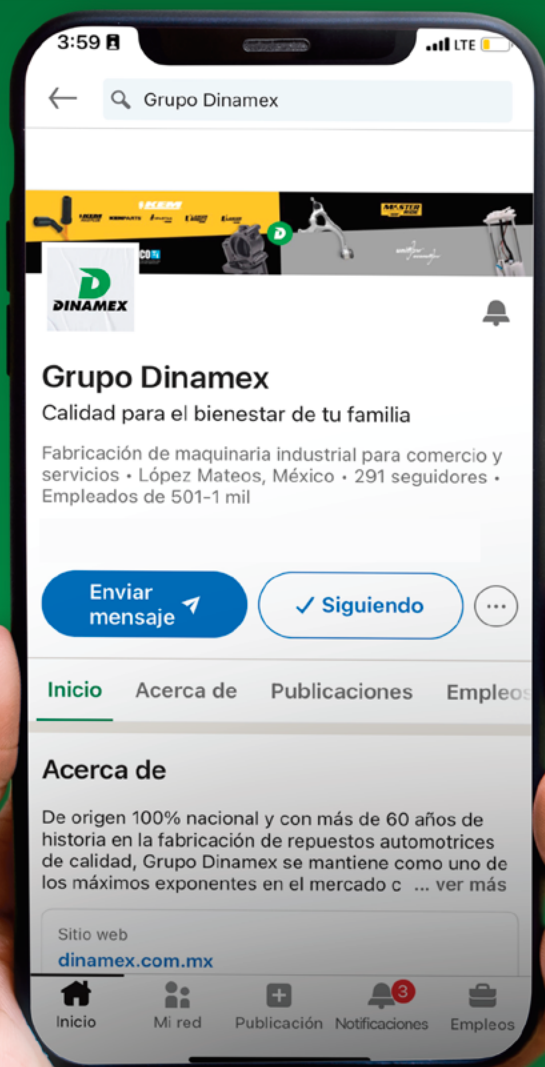 3:59
LTE
Grupo Dinamex
KEM
MASTER
D
DINAMEX
Grupo Dinamex
Calidad para el bienestar de tu familia
Fabricación de maquinaria industrial para comercio y
servicios • López Mateos, México • 291 seguidores •
Empleados de 501-1 mil
Enviar
mensaje
Siguiendo
Inicio
Acerca de
Publicaciones
Empleos
Acerca de
De origen 100% nacional y con más de 60 años de
historia en la fabricación de repuestos automotrices
de calidad, Grupo Dinamex se mantiene como uno de
los máximos exponentes en el mercado c ... ver más
Sitio web
dinamex.com.mx
3
Inicio
Mi red
Publicación
Notificaciones
Empleos